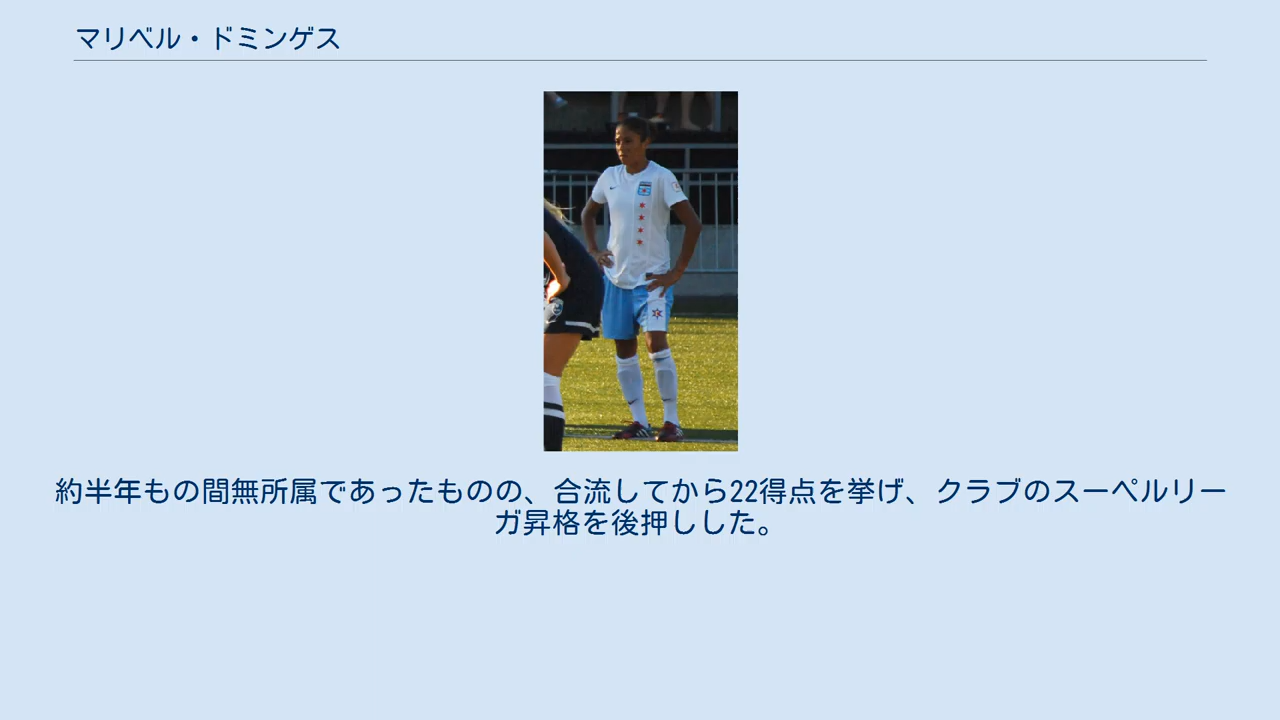 マリベル・ドミンゲス
約半年もの間無所属であったものの、合流してから22得点を挙げ、クラブのスーペルリー
ガ昇格を後押しした。